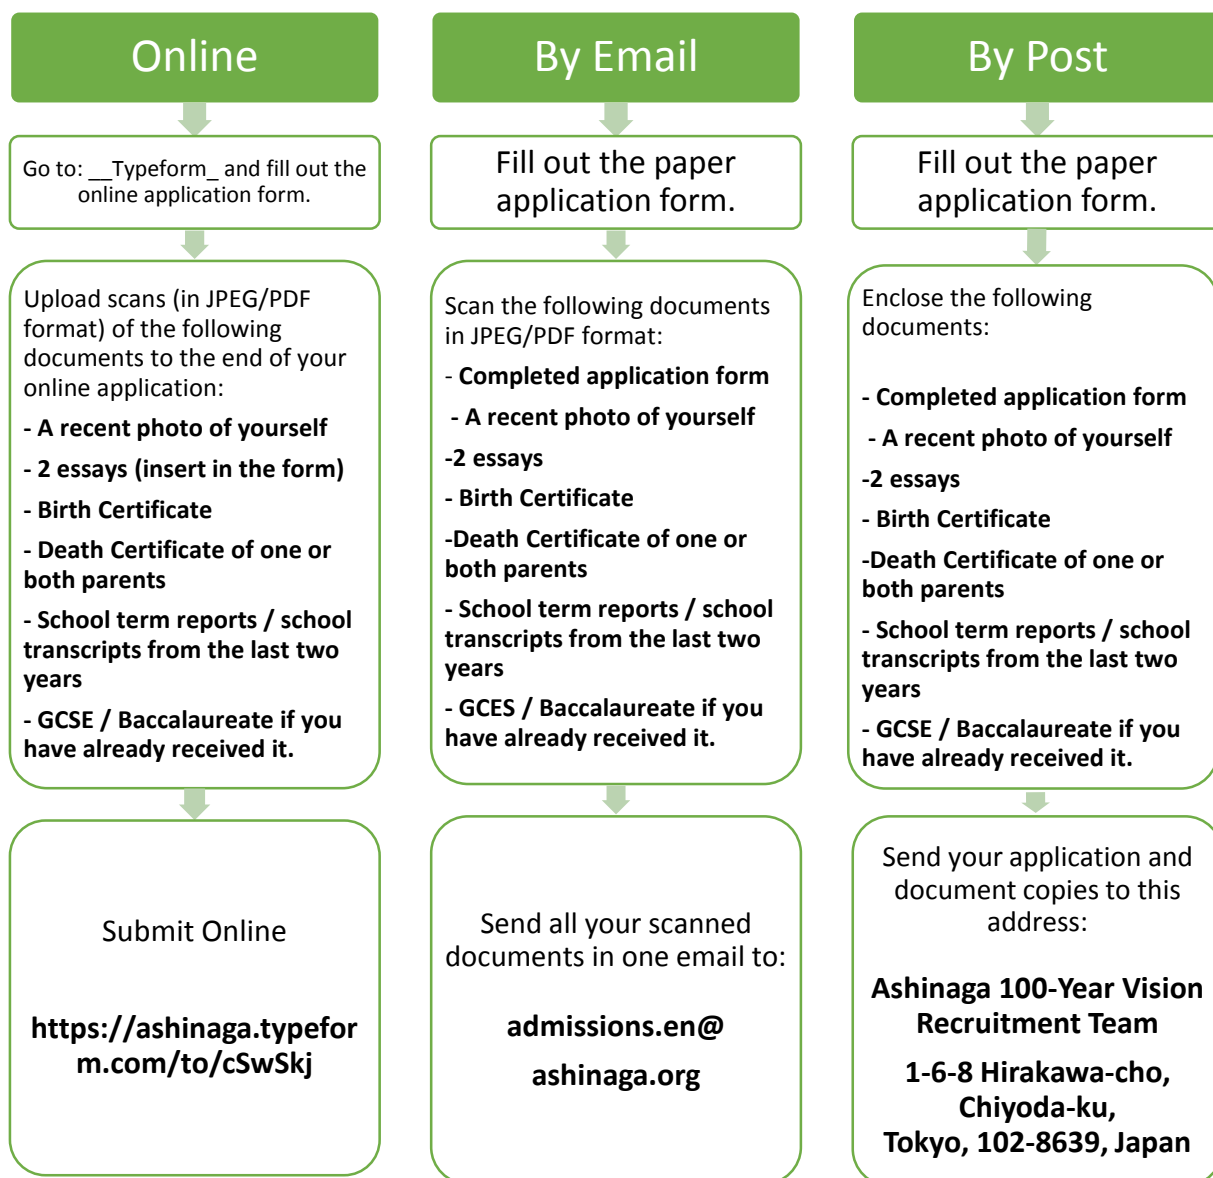 Online
Go to: __Typeform_ and fill out the
online application form.
Upload scans (in JPEG/PDF
format) of the following
documents to the end of your
online application:
- A recent photo of yourself
- 2 essays (insert in the form)
- Birth Certificate
- Death Certificate of one or
both parents
- School term reports / school
transcripts from the last two
years
- GCSE / Baccalaureate if you
have already received it.
Submit Online
https://ashinaga.typefor
m.com/to/cSwSkj
By Email
Fill out the paper
application form.
Scan the following documents
in JPEG/PDF format:
- Completed application form
- A recent photo of yourself
-2 essays
- Birth Certificate
-Death Certificate of one or
both parents
- School term reports / school
transcripts from the last two
years
- GCES / Baccalaureate if you
have already received it.
Send all your scanned
documents in one email to:
admissions.en@
ashinaga.org
By Post
Fill out the paper
application form.
Enclose the following
documents:
- Completed application form
- A recent photo of yourself
-2 essays
- Birth Certificate
-Death Certificate of one or
both parents
- School term reports / school
transcripts from the last two
years
- GCSE / Baccalaureate if you
have already received it.
Send your application and
document copies to this
address:
Ashinaga 100-Year Vision
Recruitment Team
1-6-8 Hirakawa-cho,
Chiyoda-ku,
Tokyo, 102-8639, Japan